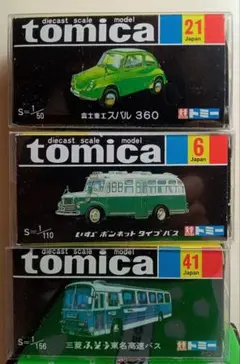 diecast scale model
tomica
21
Japan
S=1/50
富士重工スバル 360
トミー
diecast scale model
tomica
6
Japan
S=1/110
いすゞボンネットタイプバス
トミー
diecast scale model
tomica
41
Japan
S=1/156
三菱ふそう東名高速バス
トミー